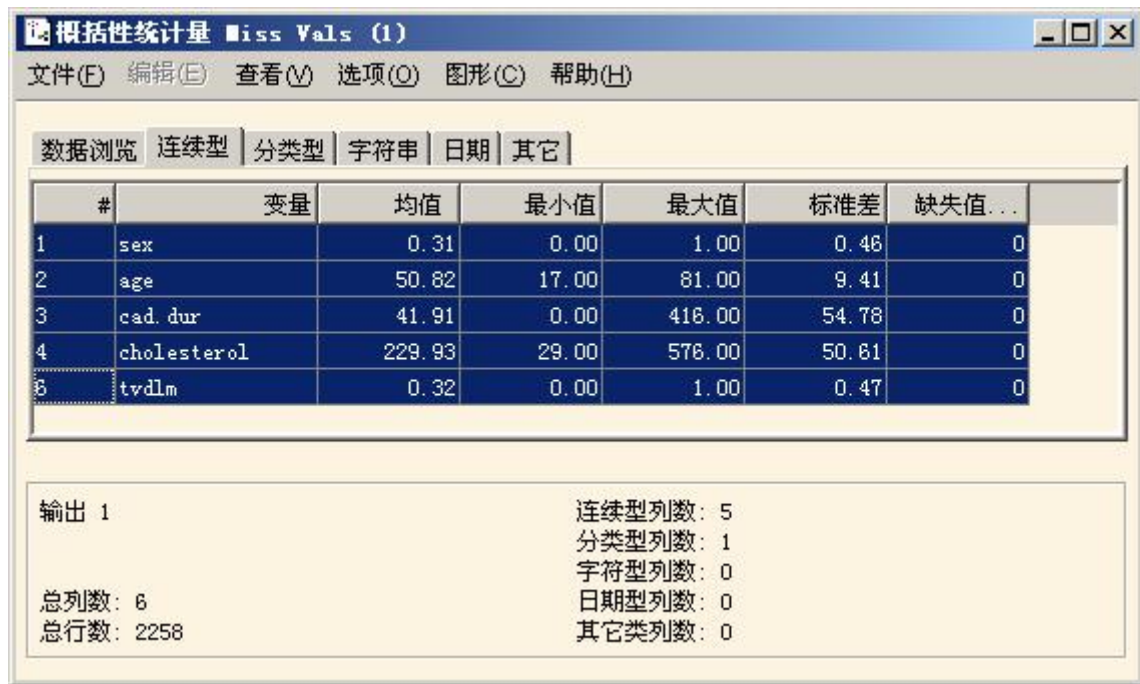 概括性统计量 Miss Vals (1)
文件(F) 编辑(E) 查看(V) 选项(O) 图形(C) 帮助(H)
数据浏览 连续型 分类型 字符串 日期 其它
# 变量 均值 最小值 最大值 标准差 缺失值...
1 sex 0.31 0.00 1.00 0.46 0
2 age 50.82 17.00 81.00 9.41 0
3 cad.dur 41.91 0.00 416.00 54.78 0
4 cholesterol 229.93 29.00 576.00 50.61 0
6 tvdlm 0.32 0.00 1.00 0.47 0
输出 1 连续型列数: 5
分类型列数: 1
字符型列数: 0
总列数: 6 日期型列数: 0
总行数: 2258 其它类列数: 0